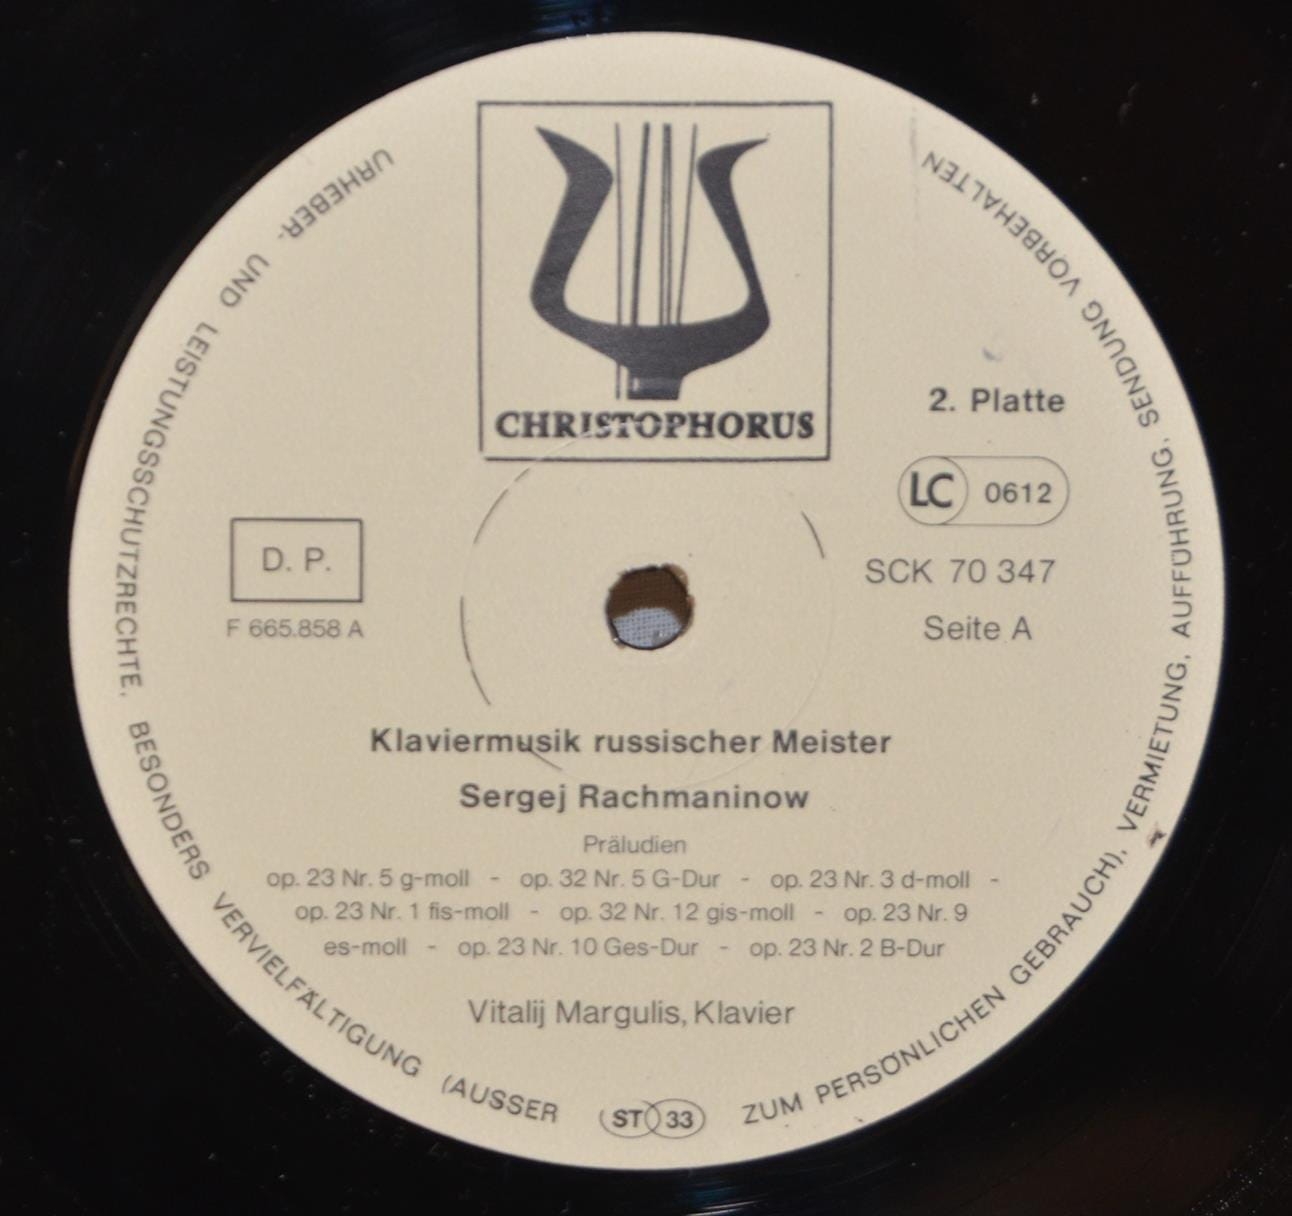 CHRISTOPHORUS
2. Platte
LC 0612
D. P.
SCK 70 347
F 665.858 A
Seite A
Klaviermusik russischer Meister
Sergej Rachmaninow
Präludien
op. 23 Nr. 5 g-moll - op. 32 Nr. 5 G-Dur - op. 23 Nr. 3 d-moll -
op. 23 Nr. 1 fis-moll - op. 32 Nr. 12 gis-moll - op. 23 Nr. 9
es-moll - op. 23 Nr. 10 Ges-Dur - op. 23 Nr. 2 B-Dur
Vitalij Margulis, Klavier
ST 33
URHEBER- UND LEISTUNGSSCHUTZRECHTE, BESONDERS VERVIELFÄLTIGUNG (AUSSER ZUM PERSÖNLICHEN GEBRAUCH), VERMIETUNG, AUFFÜHRUNG, SENDUNG VORBEHALTEN